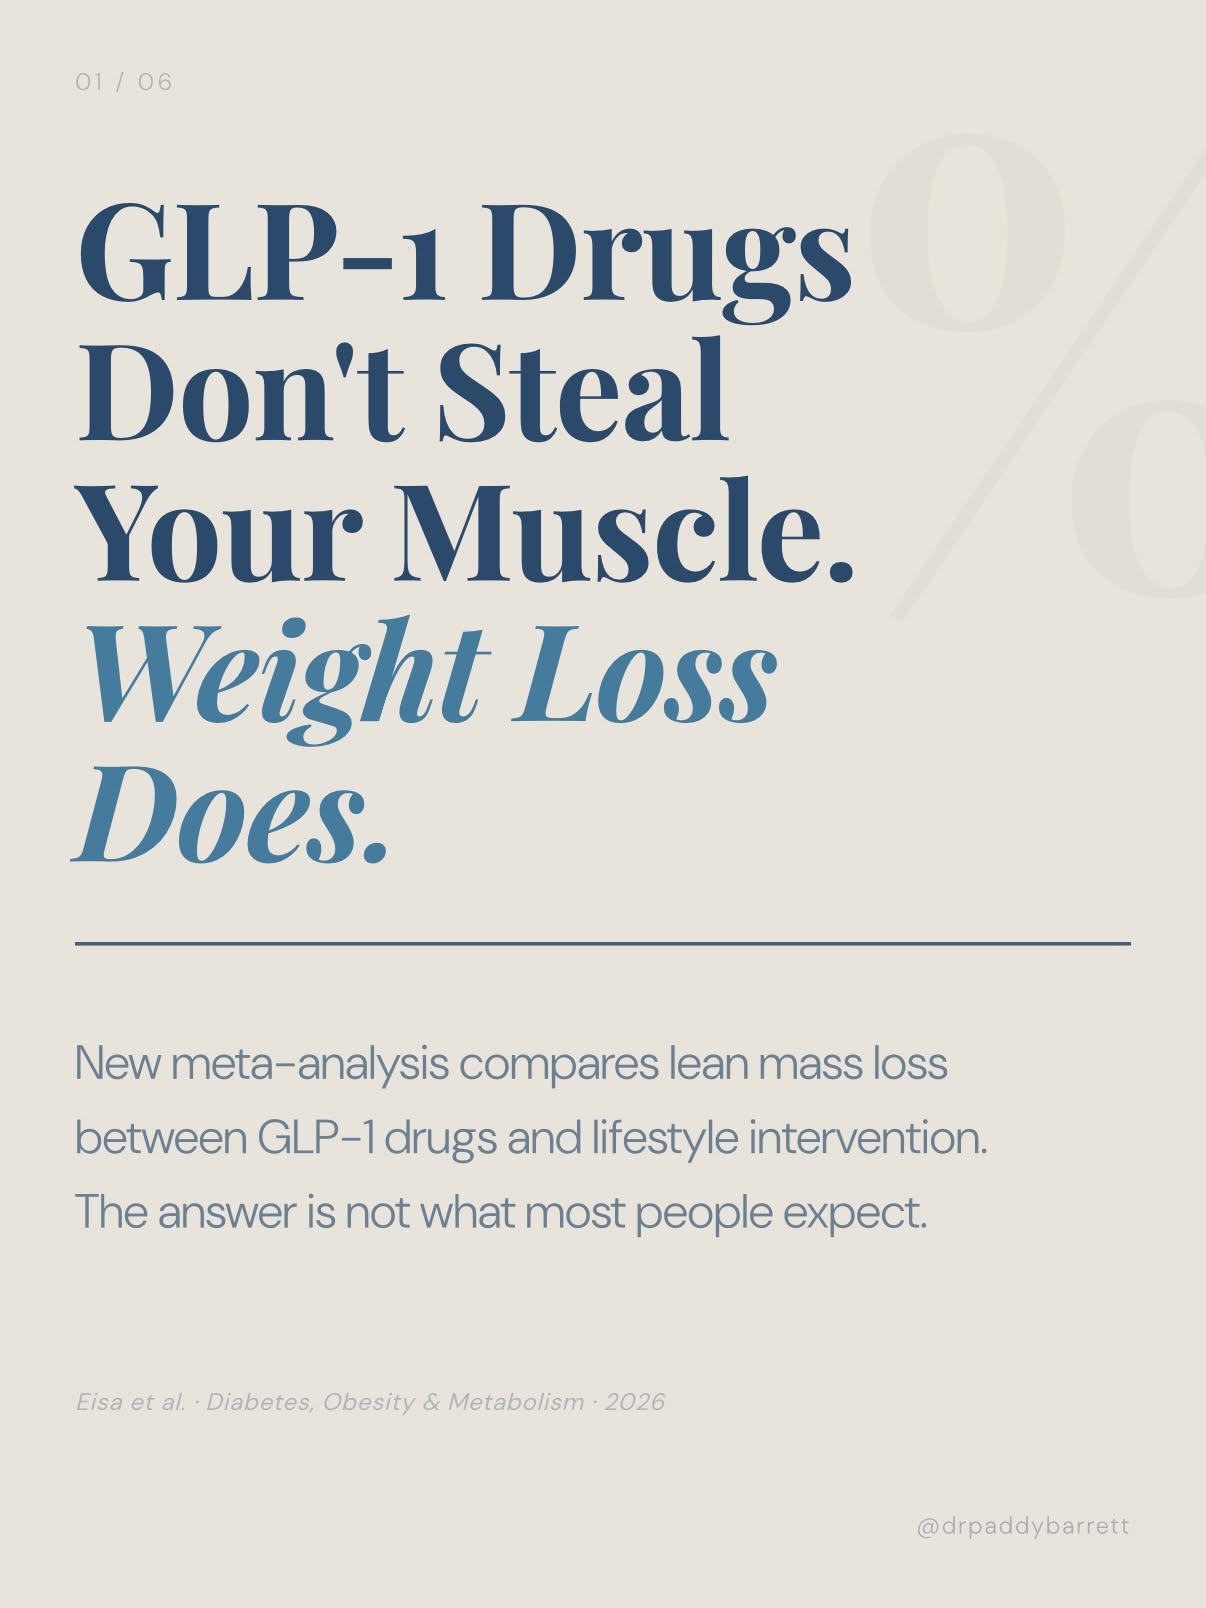 01 / 06
GLP-1 Drugs
Don't Steal
Your Muscle.
Weight Loss
Does.
%
New meta-analysis compares lean mass loss
between GLP-1 drugs and lifestyle intervention.
The answer is not what most people expect.
Eisa et al. · Diabetes, Obesity & Metabolism · 2026
@drpaddybarrett